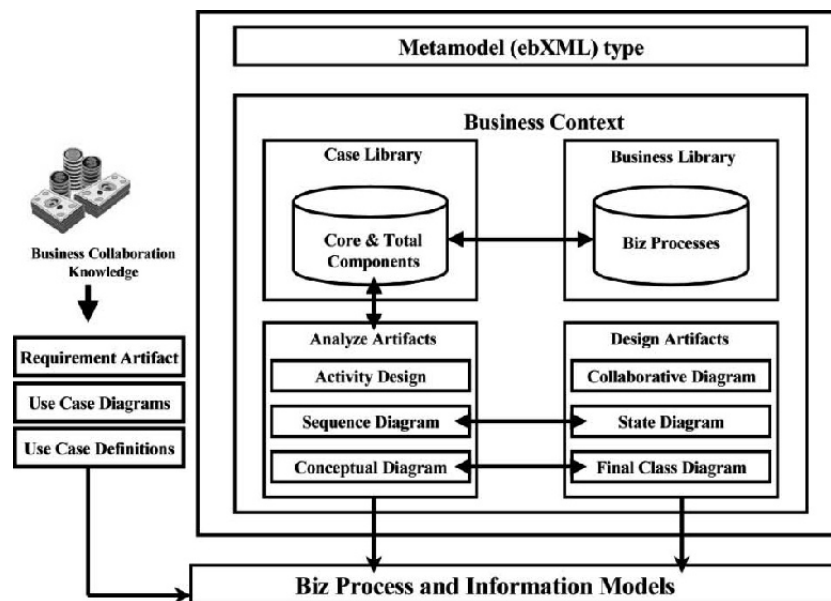 Metamodel (ebXML) type
Business Context
Case Library
Business Library
Core & Total
Components
Biz Processes
Business Collaboration
Knowledge
Requirement Artifact
Use Case Diagrams
Use Case Definitions
Analyze Artifacts
Activity Design
Sequence Diagram
Conceptual Diagram
Design Artifacts
Collaborative Diagram
State Diagram
Final Class Diagram
Biz Process and Information Models